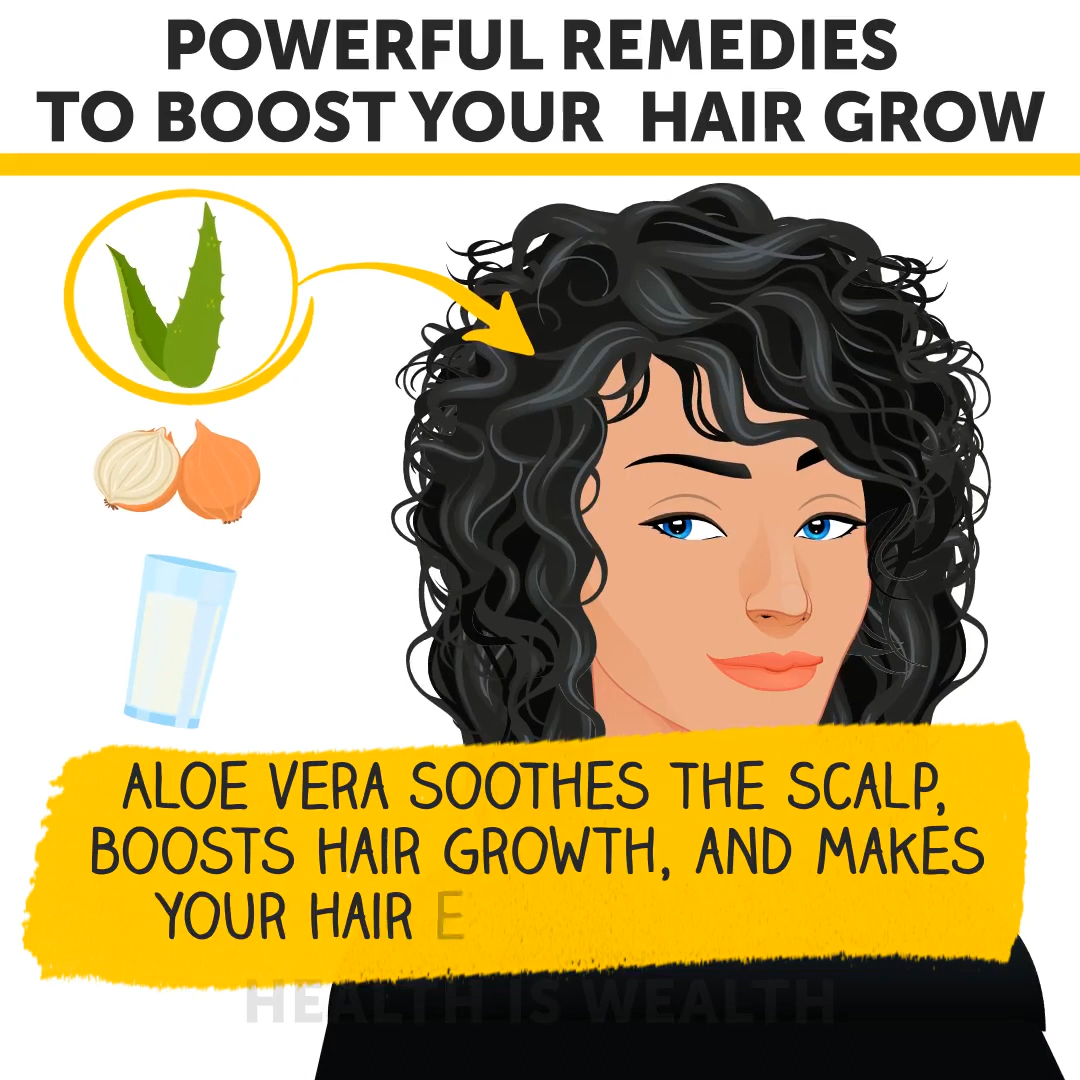 POWERFUL REMEDIES
TO BOOST YOUR HAIR GROW
ALOE VERA SOOTHES THE SCALP,
BOOSTS HAIR GROWTH, AND MAKES
YOUR HAIR E
HEALTH IS WEALTH